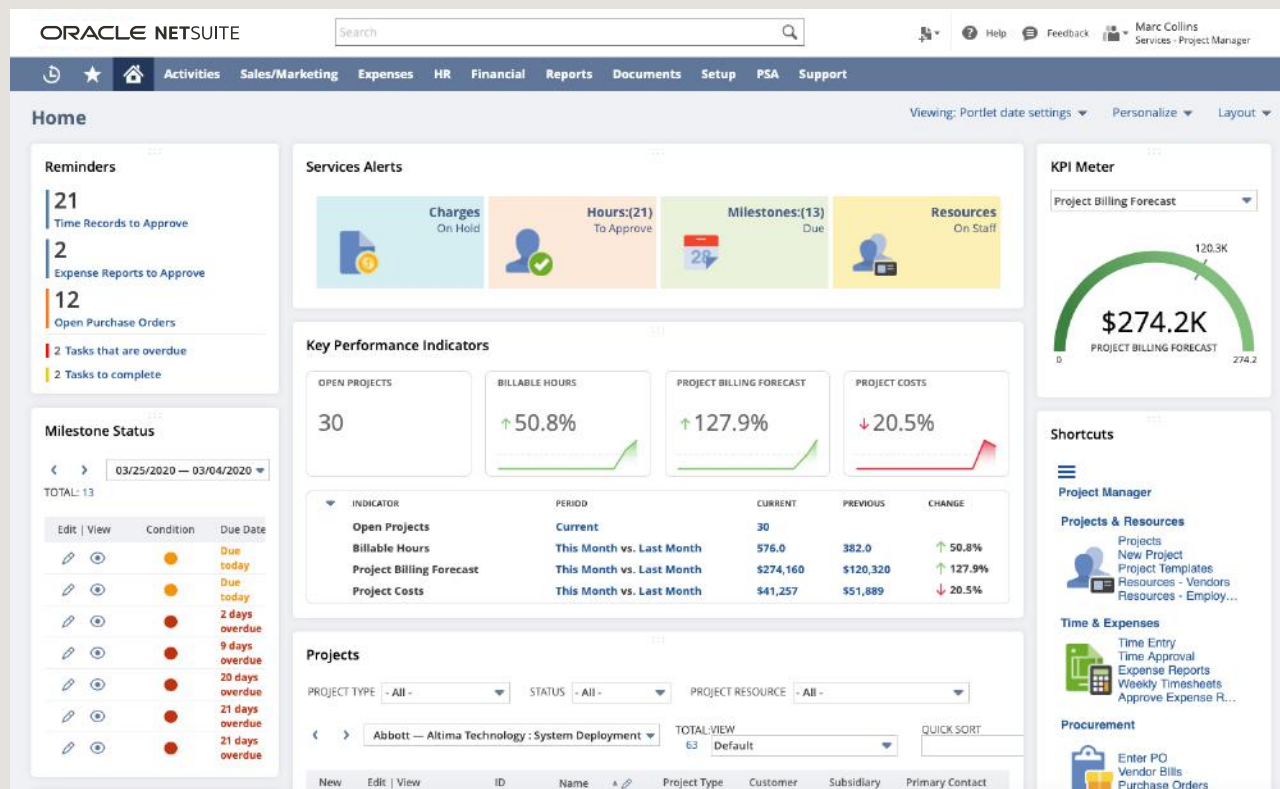 ORACLE NETSUITE
Search
Help
Feedback
Marc Collins
Services - Project Manager
Activities Sales/Marketing Expenses HR Financial Reports Documents Setup PSA Support
Home
Viewing: Portlet date settings Personalize Layout
Reminders
21
Time Records to Approve
2
Expense Reports to Approve
12
Open Purchase Orders
2 Tasks that are overdue
2 Tasks to complete
Milestone Status
03/25/2020 — 03/04/2020
TOTAL: 13
Edit | View Condition Due Date
Due today
Due today
2 days overdue
9 days overdue
20 days overdue
21 days overdue
21 days overdue
Services Alerts
Charges
On Hold
Hours:(21)
To Approve
Milestones:(13)
Due
28
Resources
On Staff
Key Performance Indicators
OPEN PROJECTS
30
BILLABLE HOURS
↑ 50.8%
PROJECT BILLING FORECAST
↑ 127.9%
PROJECT COSTS
↓ 20.5%
INDICATOR PERIOD CURRENT PREVIOUS CHANGE
Open Projects Current 30
Billable Hours This Month vs. Last Month 576.0 382.0 ↑ 50.8%
Project Billing Forecast This Month vs. Last Month $274,160 $120,320 ↑ 127.9%
Project Costs This Month vs. Last Month $41,257 $51,889 ↓ 20.5%
Projects
PROJECT TYPE - All - STATUS - All - PROJECT RESOURCE - All -
Abbott — Altima Technology : System Deployment
TOTAL: 63
VIEW
Default
QUICK SORT
New Edit | View ID Name Project Type Customer Subsidiary Primary Contact
KPI Meter
Project Billing Forecast
120.3K
$274.2K
PROJECT BILLING FORECAST
0
274.2
Shortcuts
Project Manager
Projects & Resources
Projects
New Project
Project Templates
Resources - Vendors
Resources - Employ...
Time & Expenses
Time Entry
Time Approval
Expense Reports
Weekly Timesheets
Approve Expense R...
Procurement
Enter PO
Vendor Bills
Purchase Orders